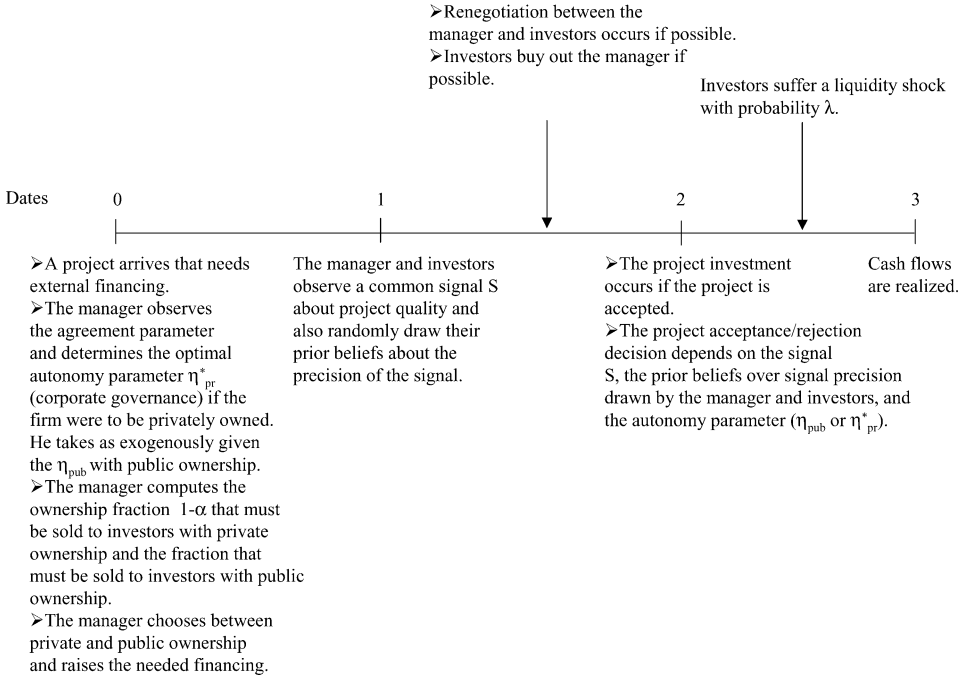 ➢Renegotiation between the
manager and investors occurs if possible.
➢Investors buy out the manager if
possible.
Investors suffer a liquidity shock
with probability λ.
Dates
0
1
2
3
➢A project arrives that needs
external financing.
➢The manager observes
the agreement parameter
and determines the optimal
autonomy parameter η*pr
(corporate governance) if the
firm were to be privately owned.
He takes as exogenously given
the ηpub with public ownership.
➢The manager computes the
ownership fraction 1-α that must
be sold to investors with private
ownership and the fraction that
must be sold to investors with public
ownership.
➢The manager chooses between
private and public ownership
and raises the needed financing.
The manager and investors
observe a common signal S
about project quality and
also randomly draw their
prior beliefs about the
precision of the signal.
➢The project investment
occurs if the project is
accepted.
➢The project acceptance/rejection
decision depends on the signal
S, the prior beliefs over signal precision
drawn by the manager and investors, and
the autonomy parameter (ηpub or η*pr).
Cash flows
are realized.